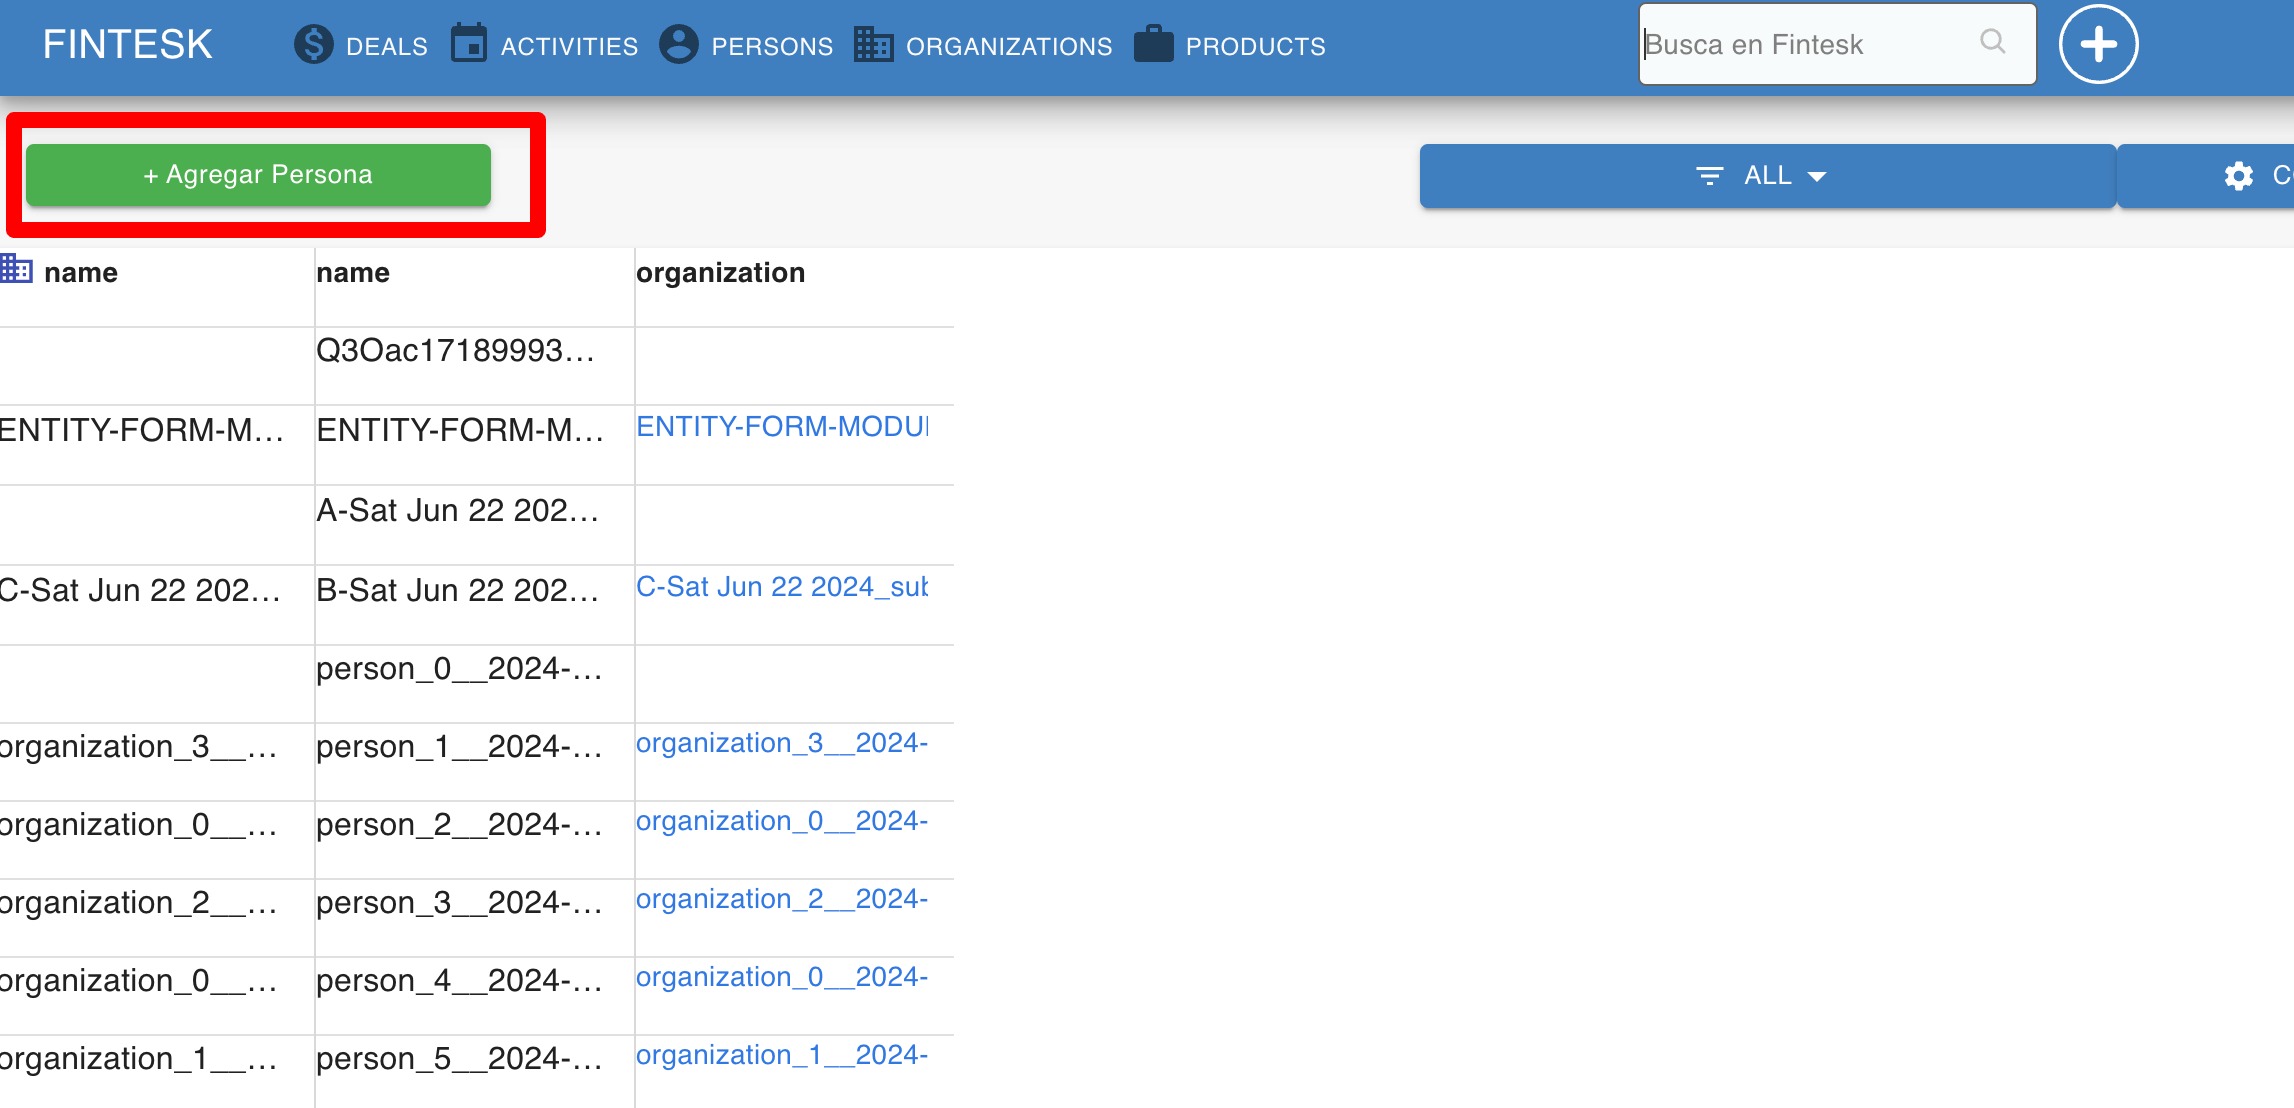 FINTESK DEALS ACTIVITIES PERSONS ORGANIZATIONS PRODUCTS Busca en Fintesk
+ Agregar Persona ALL
name name organization
Q3Oac17189993...
ENTITY-FORM-M... ENTITY-FORM-M... ENTITY-FORM-MODUl
A-Sat Jun 22 202...
C-Sat Jun 22 202... B-Sat Jun 22 202... C-Sat Jun 22 2024_sub
person_0__2024-...
organization_3__... person_1__2024-... organization_3__2024-
organization_0__... person_2__2024-... organization_0__2024-
organization_2__... person_3__2024-... organization_2__2024-
organization_0__... person_4__2024-... organization_0__2024-
organization_1__... person_5__2024-... organization_1__2024-